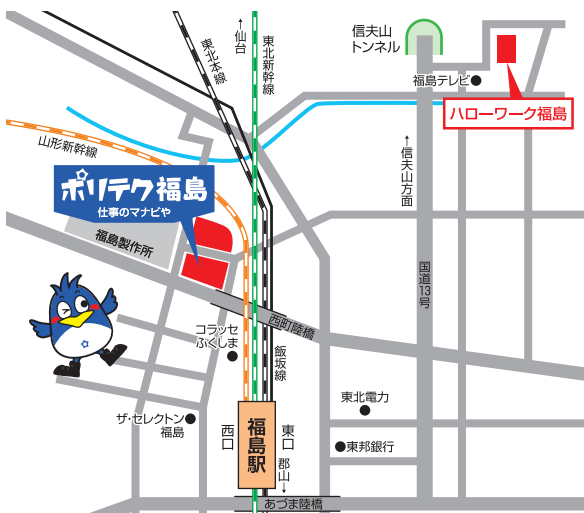 ←仙台
東北本線
東北新幹線
信夫山
トンネル
福島テレビ
ハローワーク福島
山形新幹線
←信夫山方面
ポリテク福島
仕事のマナビや
福島製作所
国道13号
西町陸橋
コラッセ
ふくしま
飯坂線
東北電力
ザ・セレクトン
福島
西口
福島駅
東口
東邦銀行
郡山→
あづま陸橋